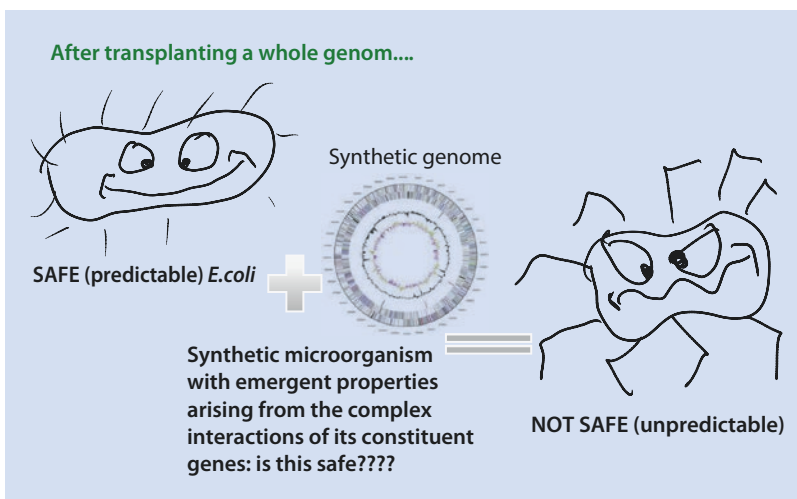 After transplanting a whole genom....
Synthetic genome
SAFE (predictable) E.coli
Synthetic microorganism
with emergent properties
arising from the complex
interactions of its constituent
genes: is this safe????
NOT SAFE (unpredictable)